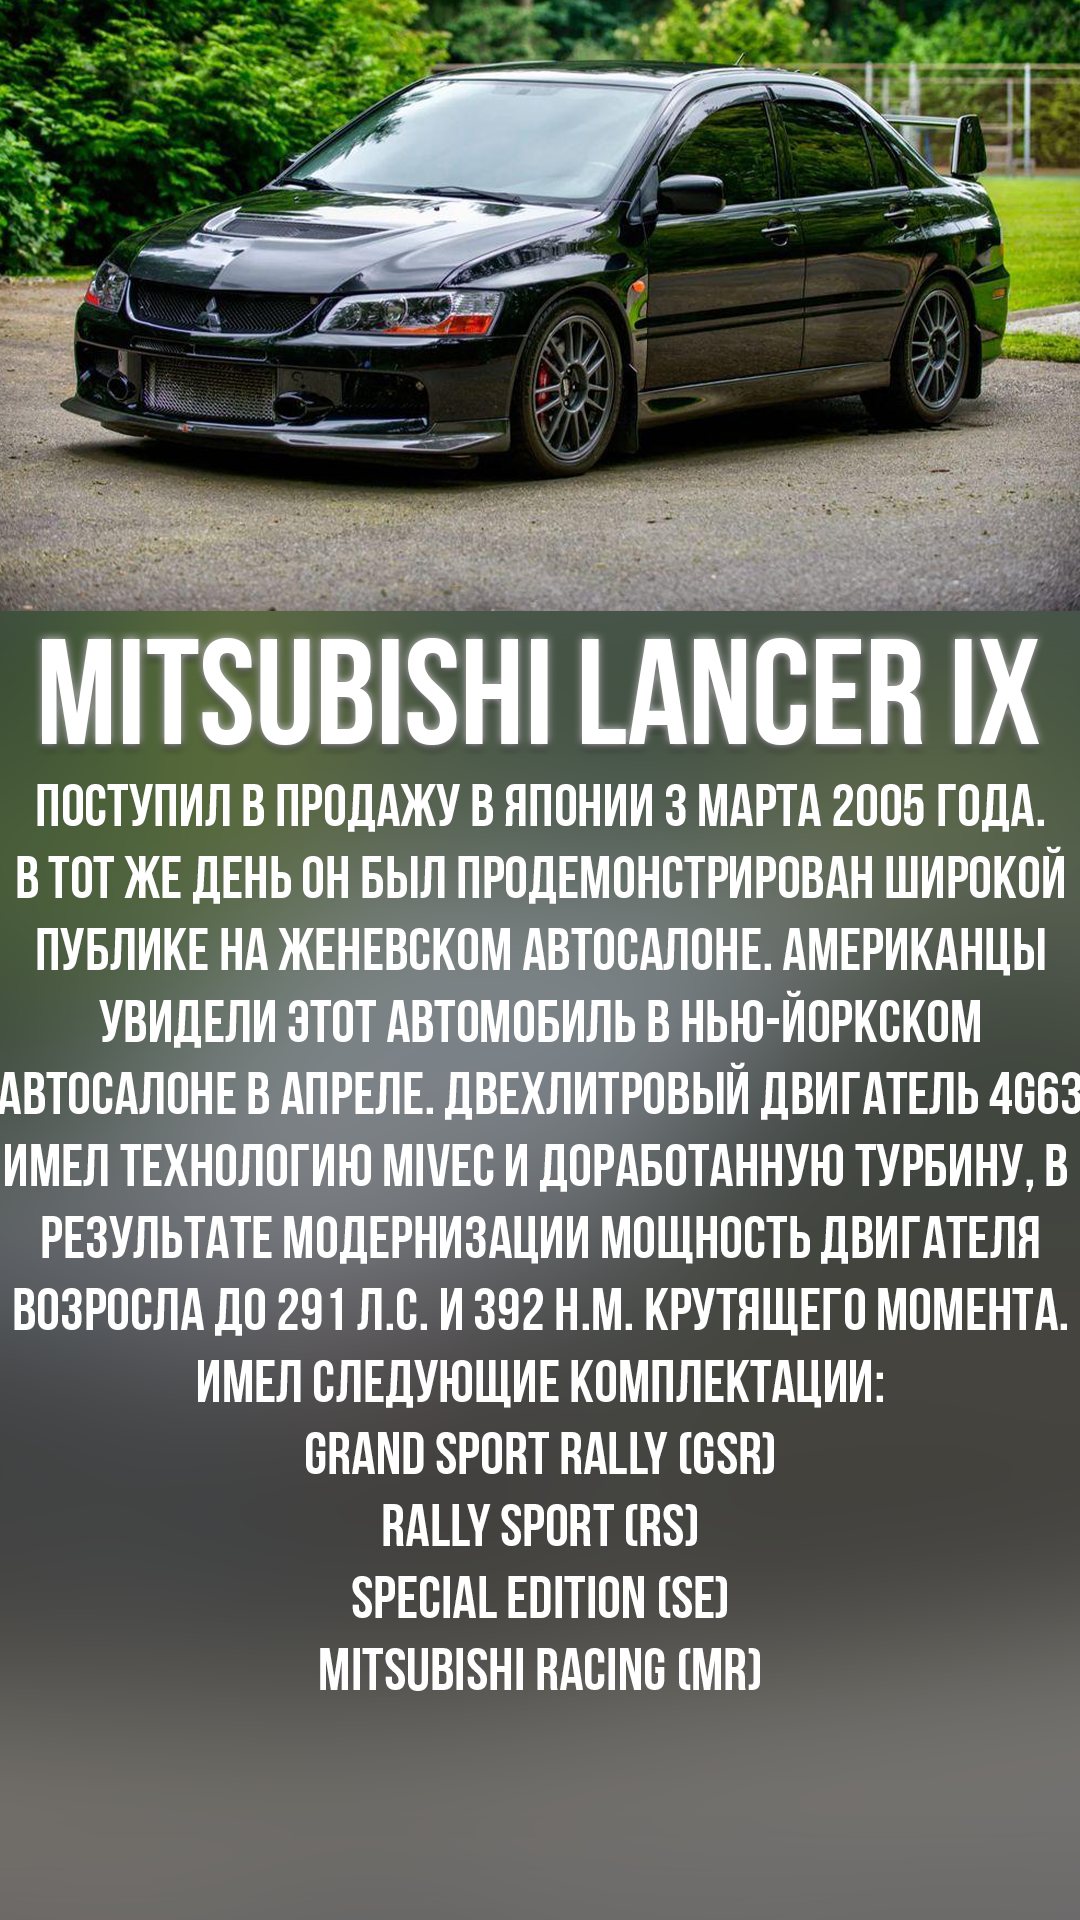 MITSUBISHI LANCER IX
ПОСТУПИЛ В ПРОДАЖУ В ЯПОНИИ 3 МАРТА 2005 ГОДА.
В ТОТ ЖЕ ДЕНЬ ОН БЫЛ ПРОДЕМОНСТРИРОВАН ШИРОКОЙ
ПУБЛИКЕ НА ЖЕНЕВСКОМ АВТОСАЛОНЕ. АМЕРИКАНЦЫ
УВИДЕЛИ ЭТОТ АВТОМОБИЛЬ В НЬЮ-ЙОРКСКОМ
АВТОСАЛОНЕ В АПРЕЛЕ. ДВЕХЛИТРОВЫЙ ДВИГАТЕЛЬ 4G63
ИМЕЛ ТЕХНОЛОГИЮ MIVEC И ДОРАБОТАННУЮ ТУРБИНУ, В
РЕЗУЛЬТАТЕ МОДЕРНИЗАЦИИ МОЩНОСТЬ ДВИГАТЕЛЯ
ВОЗРОСЛА ДО 291 Л.С. И 392 Н.М. КРУТЯЩЕГО МОМЕНТА.
ИМЕЛ СЛЕДУЮЩИЕ КОМПЛЕКТАЦИИ:
GRAND SPORT RALLY (GSR)
RALLY SPORT (RS)
SPECIAL EDITION (SE)
MITSUBISHI RACING (MR)